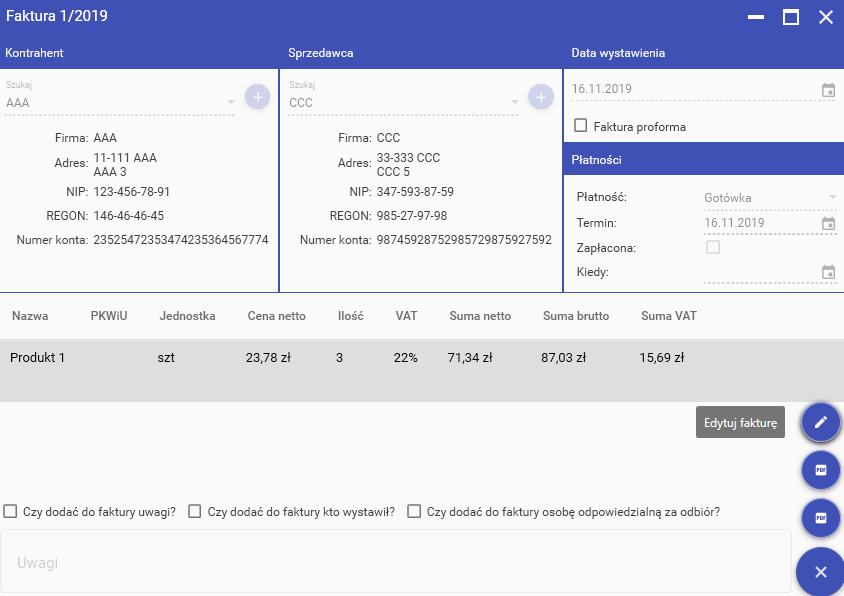 Faktura 1/2019
Kontrahent
Sprzedawca
Data wystawienia
Szukaj
AAA
Szukaj
CCC
16.11.2019
Faktura proforma
Firma: AAA
Adres: 11-111 AAA
AAA 3
NIP: 123-456-78-91
REGON: 146-46-46-45
Numer konta: 23525472353474235364567774
Firma: CCC
Adres: 33-333 CCC
CCC 5
NIP: 347-593-87-59
REGON: 985-27-97-98
Numer konta: 98745928752985729875927592
Płatności
Płatność: Gotówka
Termin: 16.11.2019
Zapłacona:
Kiedy:
Nazwa PKWiU Jednostka Cena netto Ilość VAT Suma netto Suma brutto Suma VAT
Produkt 1 szt 23,78 zł 3 22% 71,34 zł 87,03 zł 15,69 zł
Edytuj fakturę
PDF
PDF
Czy dodać do faktury uwagi? Czy dodać do faktury kto wystawił? Czy dodać do faktury osobę odpowiedzialną za odbiór?
Uwagi